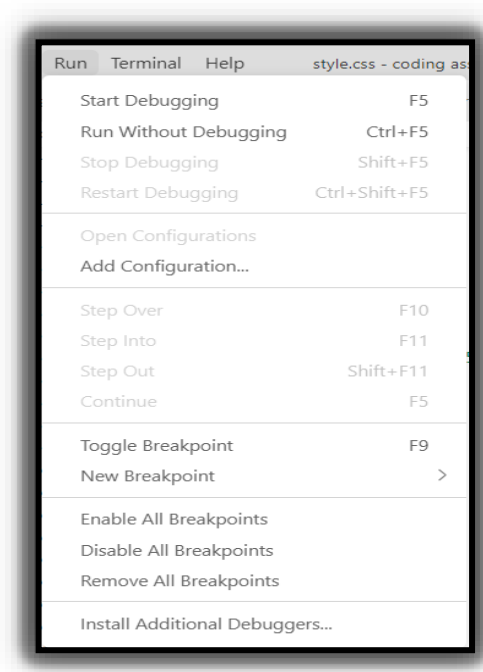 Run Terminal Help style.css - coding as
Start Debugging F5
Run Without Debugging Ctrl+F5
Stop Debugging Shift+F5
Restart Debugging Ctrl+Shift+F5
Open Configurations
Add Configuration...
Step Over F10
Step Into F11
Step Out Shift+F11
Continue F5
Toggle Breakpoint F9
New Breakpoint >
Enable All Breakpoints
Disable All Breakpoints
Remove All Breakpoints
Install Additional Debuggers...